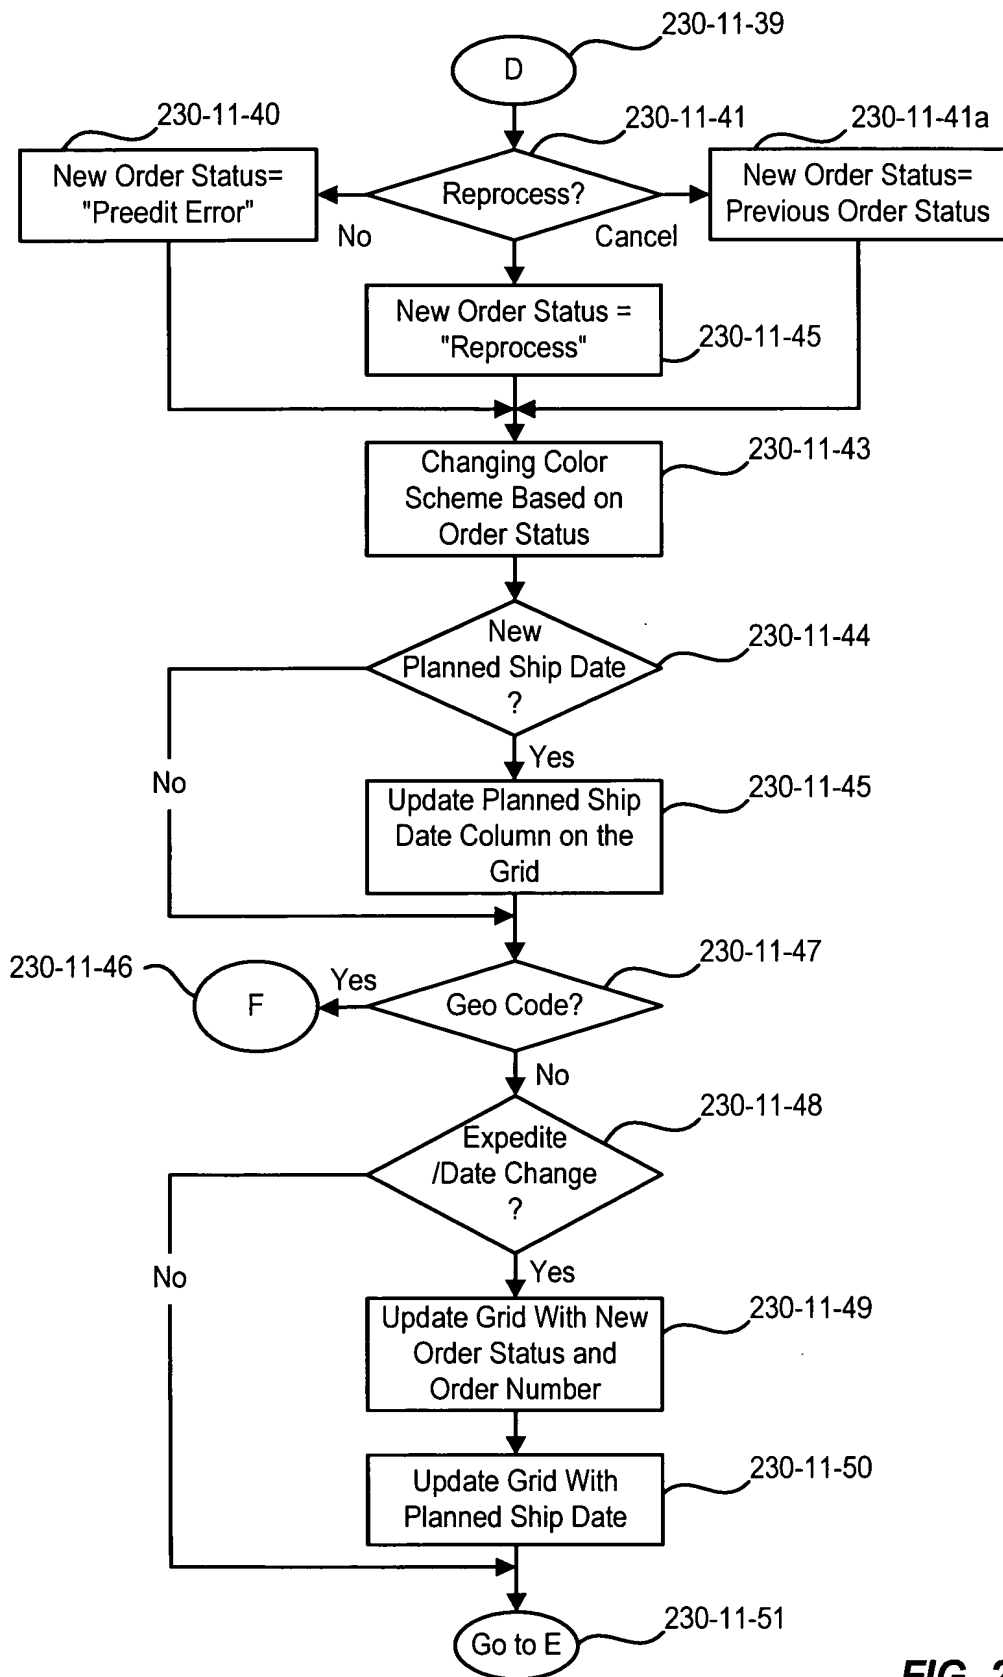 230-11-39
D
230-11-40
230-11-41
230-11-41a
New Order Status=
"Preedit Error"
Reprocess?
New Order Status=
Previous Order Status
No
Cancel
New Order Status =
"Reprocess"
230-11-45
Changing Color
Scheme Based on
Order Status
230-11-43
New
Planned Ship Date
?
230-11-44
No
Yes
Update Planned Ship
Date Column on the
Grid
230-11-45
230-11-46
F
Yes
Geo Code?
230-11-47
No
Expedite
/Date Change
?
230-11-48
No
Yes
Update Grid With New
Order Status and
Order Number
230-11-49
Update Grid With
Planned Ship Date
230-11-50
Go to E
230-11-51
FIG.